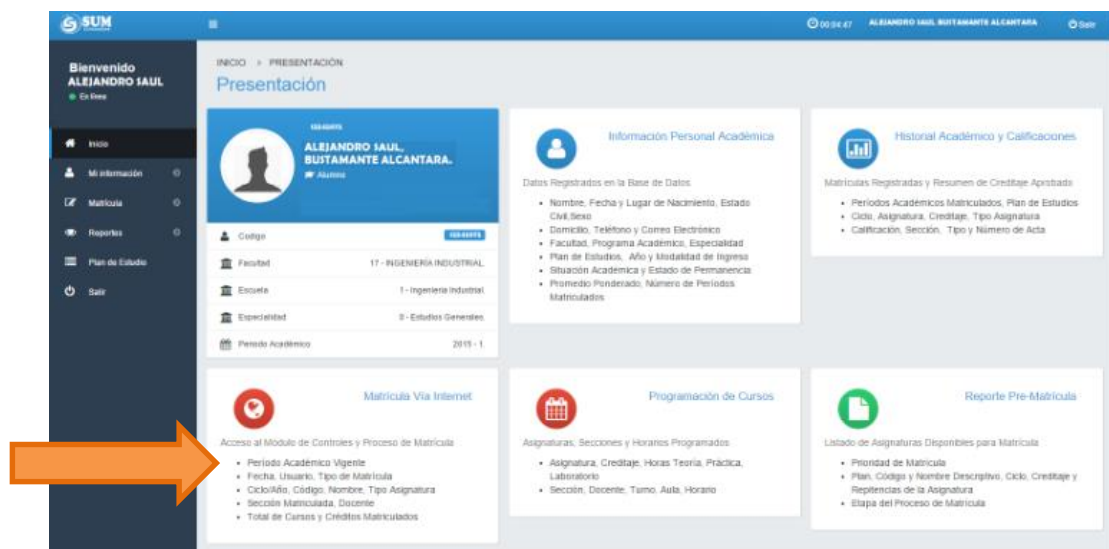 SUM
00:04:47 ALEJANDRO SAUL, BUSTAMANTE ALCANTARA Salir
Bienvenido
ALEJANDRO SAUL
En línea
Inicio
Mi información
Matrícula
Reportes
Plan de Estudio
Salir
INICIO > PRESENTACIÓN
Presentación
ALEJANDRO SAUL,
BUSTAMANTE ALCANTARA.
Alumno
Codigo
Facultad 17 - INGENIERÍA INDUSTRIAL
Escuela 1 - Ingeniería Industrial
Especialidad 0 - Estudios Generales
Periodo Académico 2015 - 1
Información Personal Académica
Datos Registrados en la Base de Datos
Nombre, Fecha y Lugar de Nacimiento, Estado
Civil,Sexo
Domicilio, Teléfono y Correo Electrónico
Facultad, Programa Académico, Especialidad
Plan de Estudios, Año y Modalidad de Ingreso
Situación Académica y Estado de Permanencia
Promedio Ponderado, Número de Periodos
Matriculados
Historial Académico y Calificaciones
Matrículas Registradas y Resumen de Creditaje Aprobado
Períodos Académicos Matriculados, Plan de Estudios
Ciclo, Asignatura, Creditaje, Tipo Asignatura
Calificación, Sección, Tipo y Número de Acta
Matrícula Vía Internet
Acceso al Módulo de Controles y Proceso de Matrícula
Período Académico Vigente
Fecha, Usuario, Tipo de Matrícula
Ciclo/Año, Código, Nombre, Tipo Asignatura
Sección Matriculada, Docente
Total de Cursos y Créditos Matriculados
Programación de Cursos
Asignaturas, Secciones y Horarios Programados
Asignatura, Creditaje, Horas Teoría, Práctica,
Laboratorio
Sección, Docente, Turno, Aula, Horario
Reporte Pre-Matrícula
Listado de Asignaturas Disponibles para Matrícula
Prioridad de Matrícula
Plan, Código y Nombre Descriptivo, Ciclo, Creditaje y
Repitencias de la Asignatura
Etapa del Proceso de Matrícula